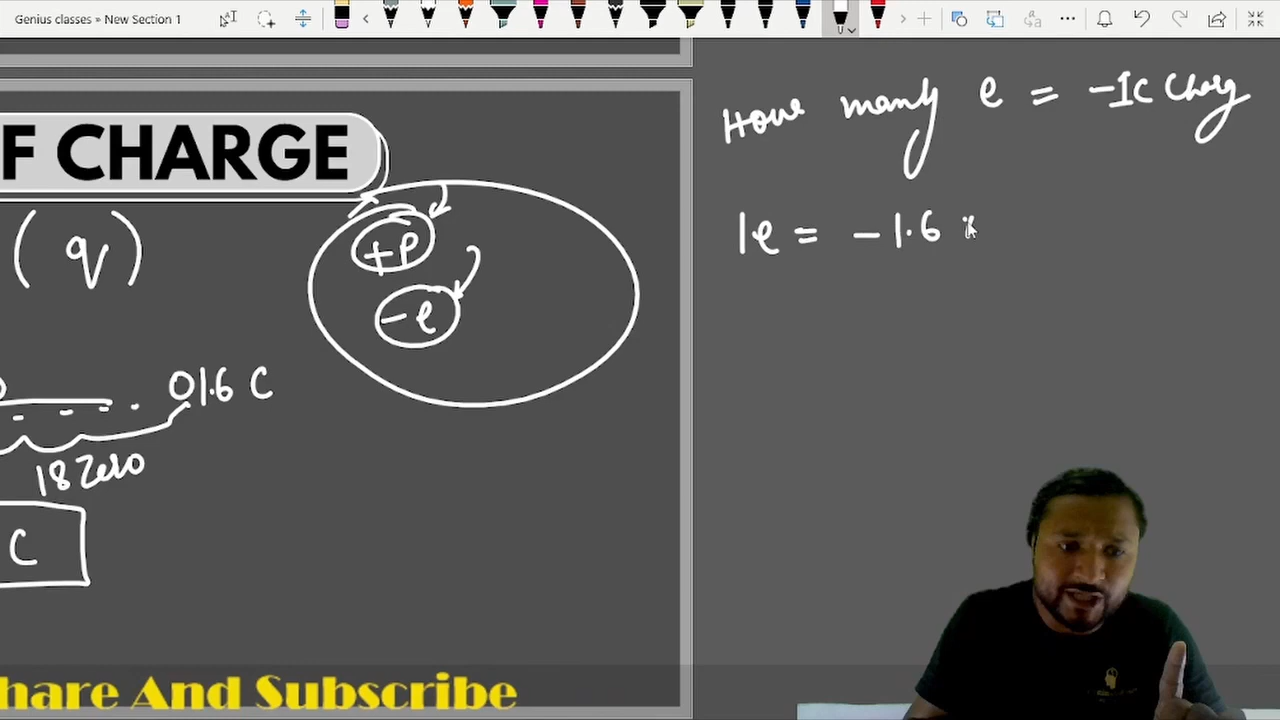 Genius classes » New Section 1
F CHARGE
(q)
+P
-e
01.6 C
18 Zero
C
How many e = -1C Charg
1e = -1.6 x
hare And Subscribe